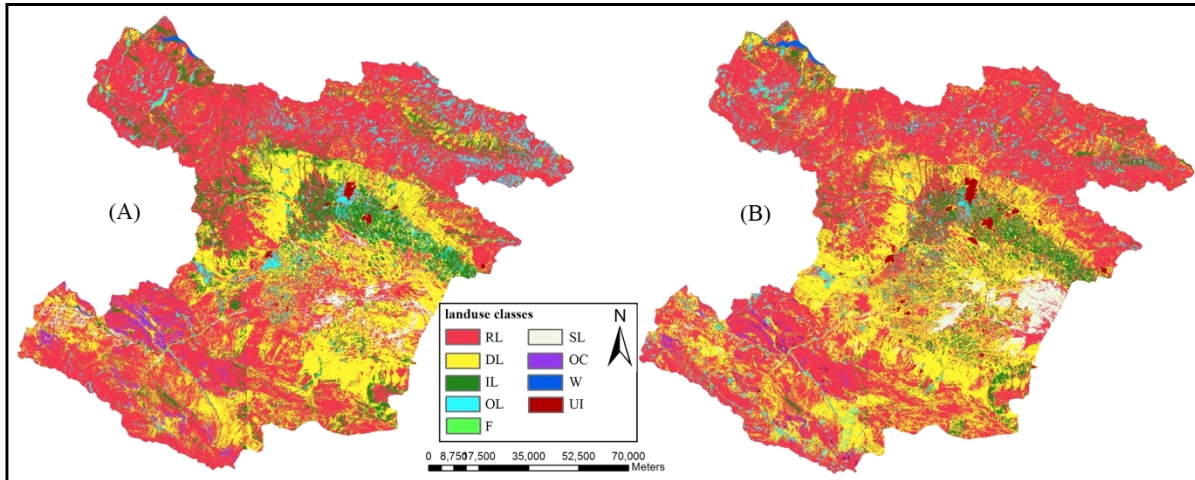 (A)
(B)
landuse classes
N
RL
SL
DL
OC
IL
W
OL
UI
F
0 8,750 17,500 35,000 52,500 70,000
Meters